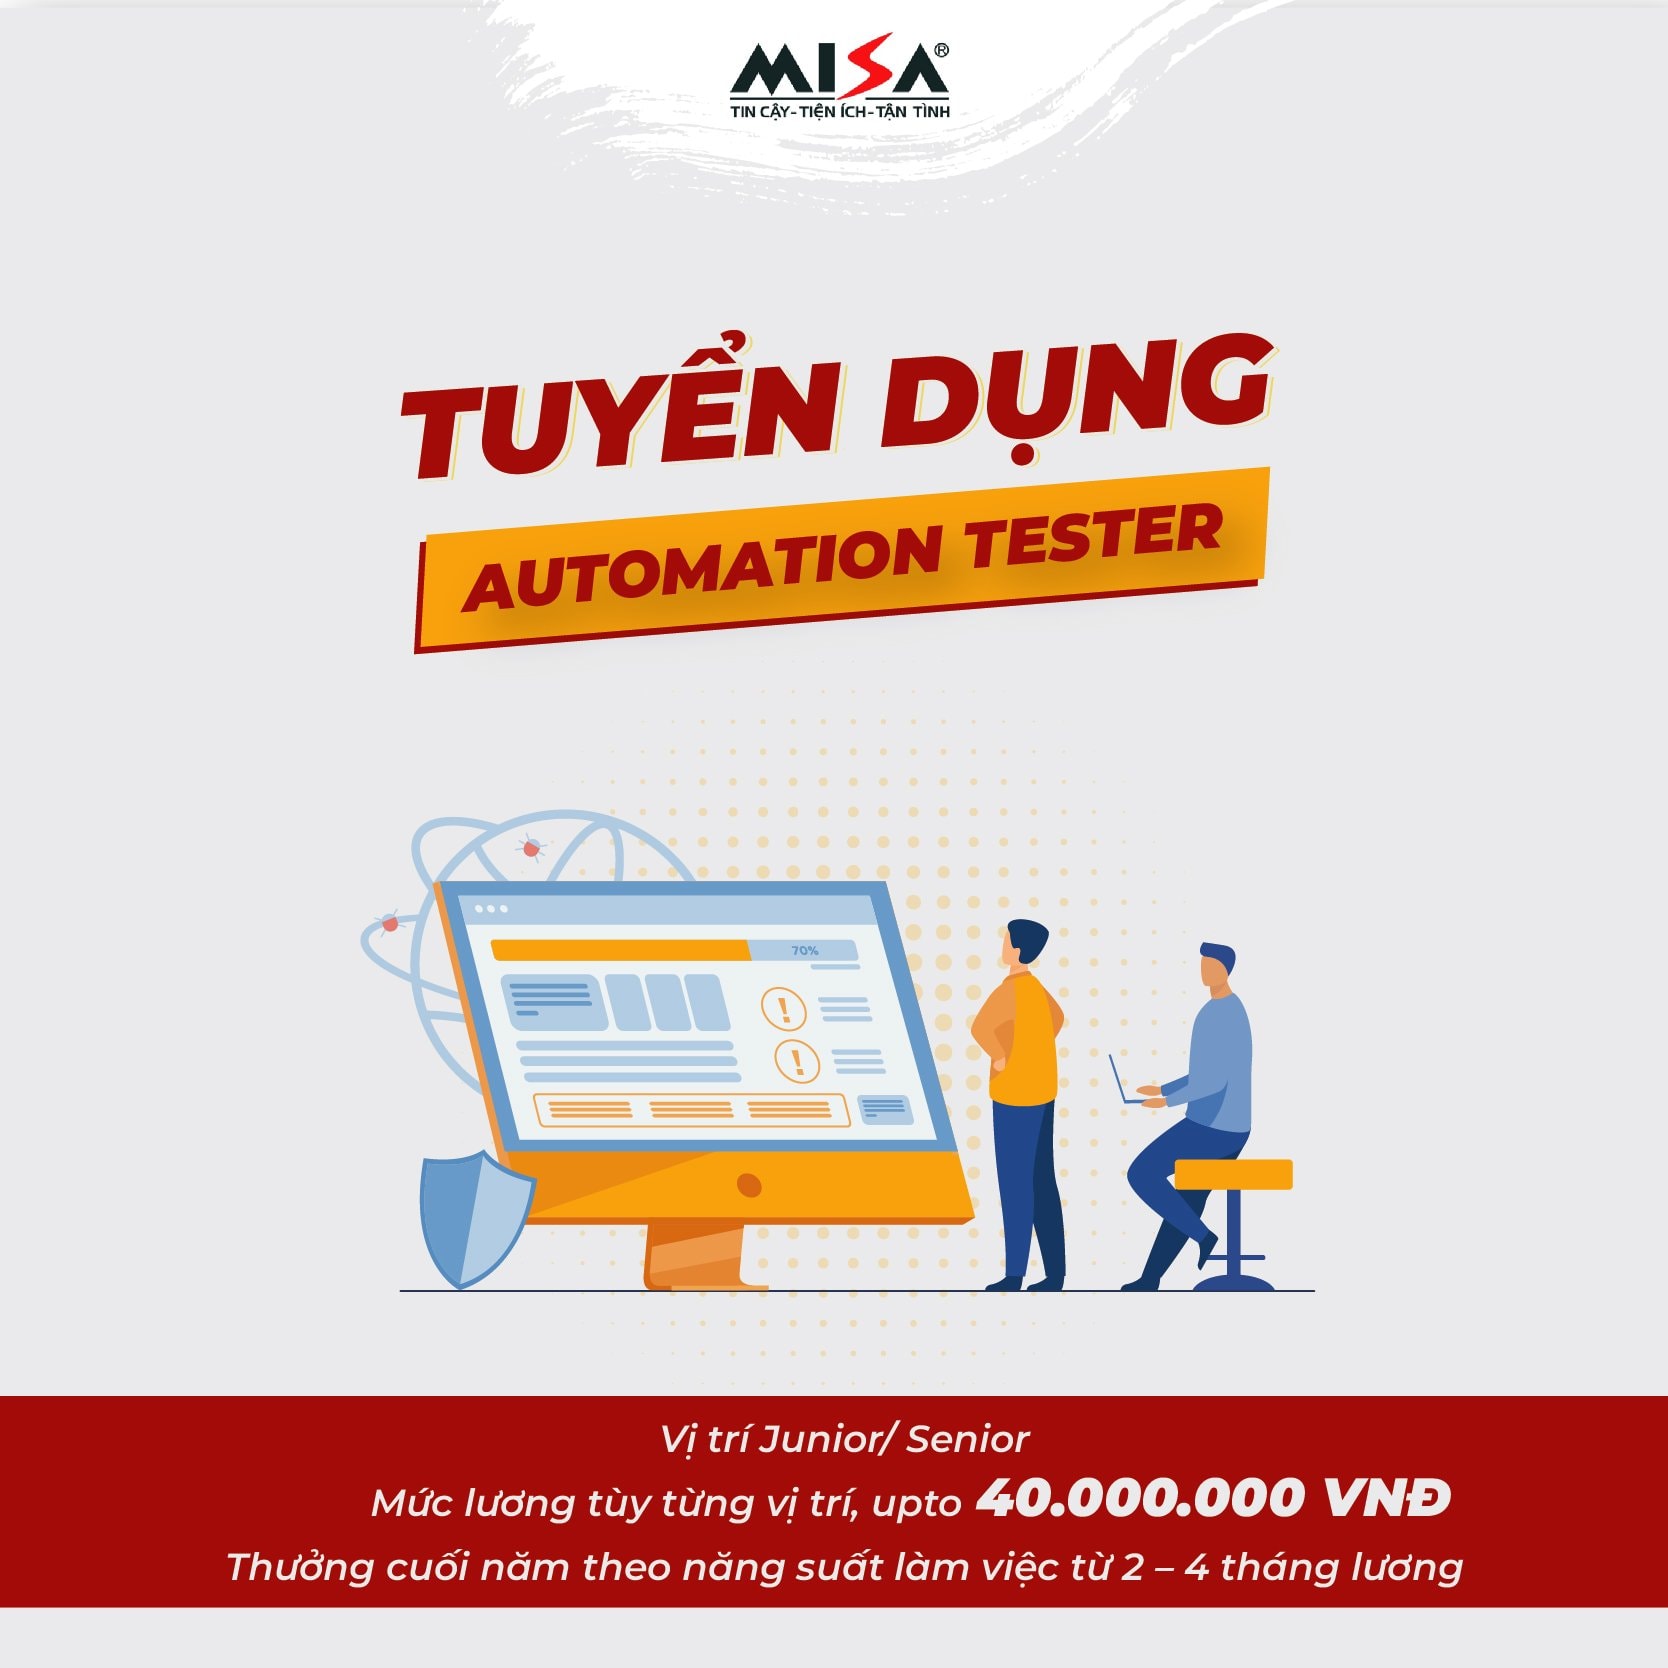 MISA®
TIN CẬY-TIỆN ÍCH-TẬN TÌNH
TUYỂN DỤNG
AUTOMATION TESTER
70%
!
!
Vị trí Junior/ Senior
Mức lương tùy từng vị trí, upto 40.000.000 VNĐ
Thưởng cuối năm theo năng suất làm việc từ 2 – 4 tháng lương